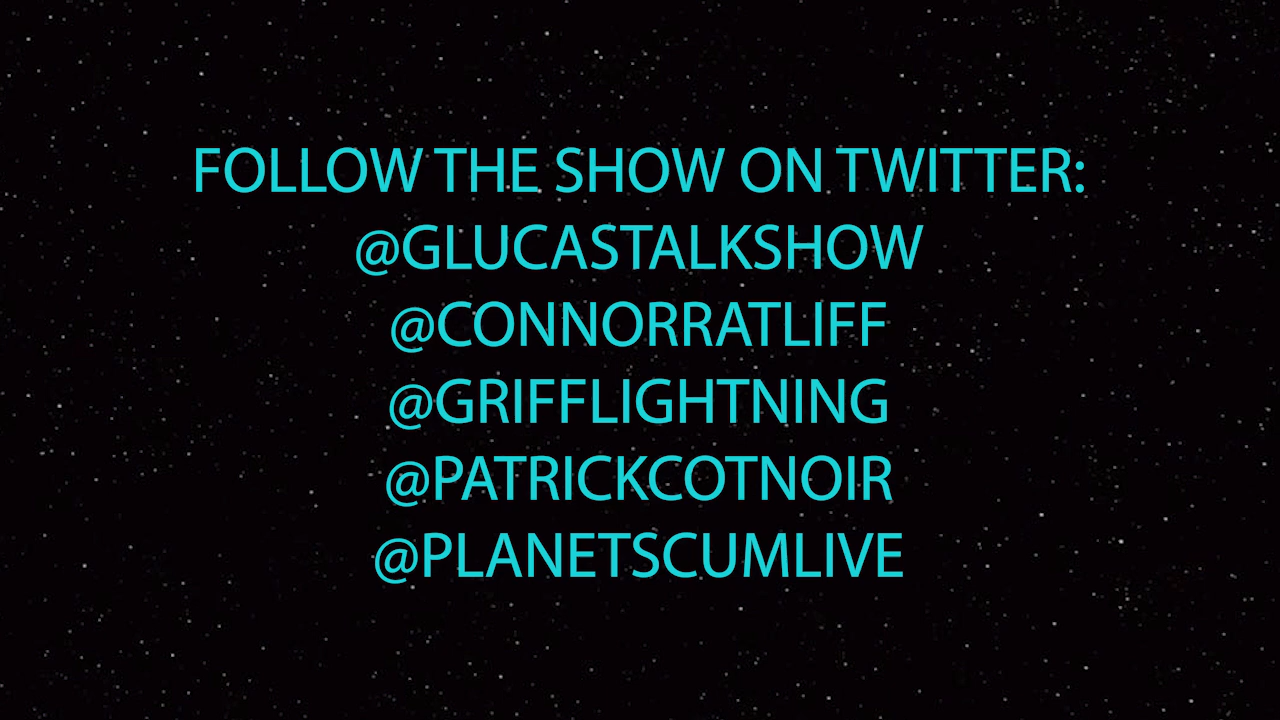 FOLLOW THE SHOW ON TWITTER:
@GLUCASTALKSHOW
@CONNORRATLIFF
@GRIFFLIGHTNING
@PATRICKCOTNOIR
@PLANETSCUMLIVE